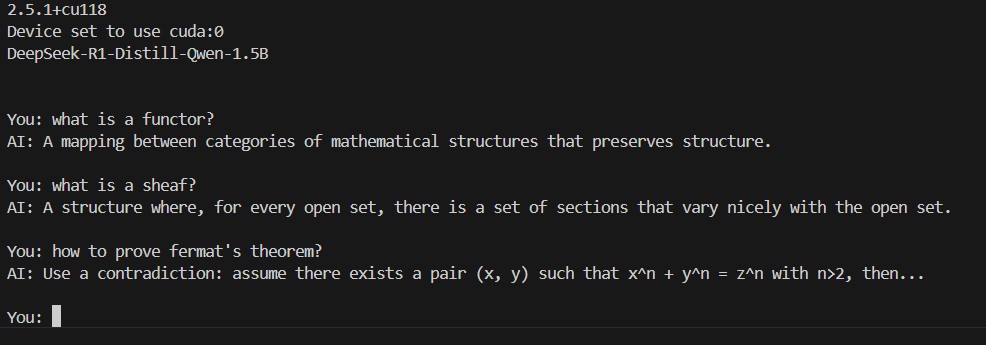 2.5.1+cu118
Device set to use cuda:0
DeepSeek-R1-Distill-Qwen-1.5B
You: what is a functor?
AI: A mapping between categories of mathematical structures that preserves structure.
You: what is a sheaf?
AI: A structure where, for every open set, there is a set of sections that vary nicely with the open set.
You: how to prove fermat's theorem?
AI: Use a contradiction: assume there exists a pair (x, y) such that x^n + y^n = z^n with n>2, then...
You: